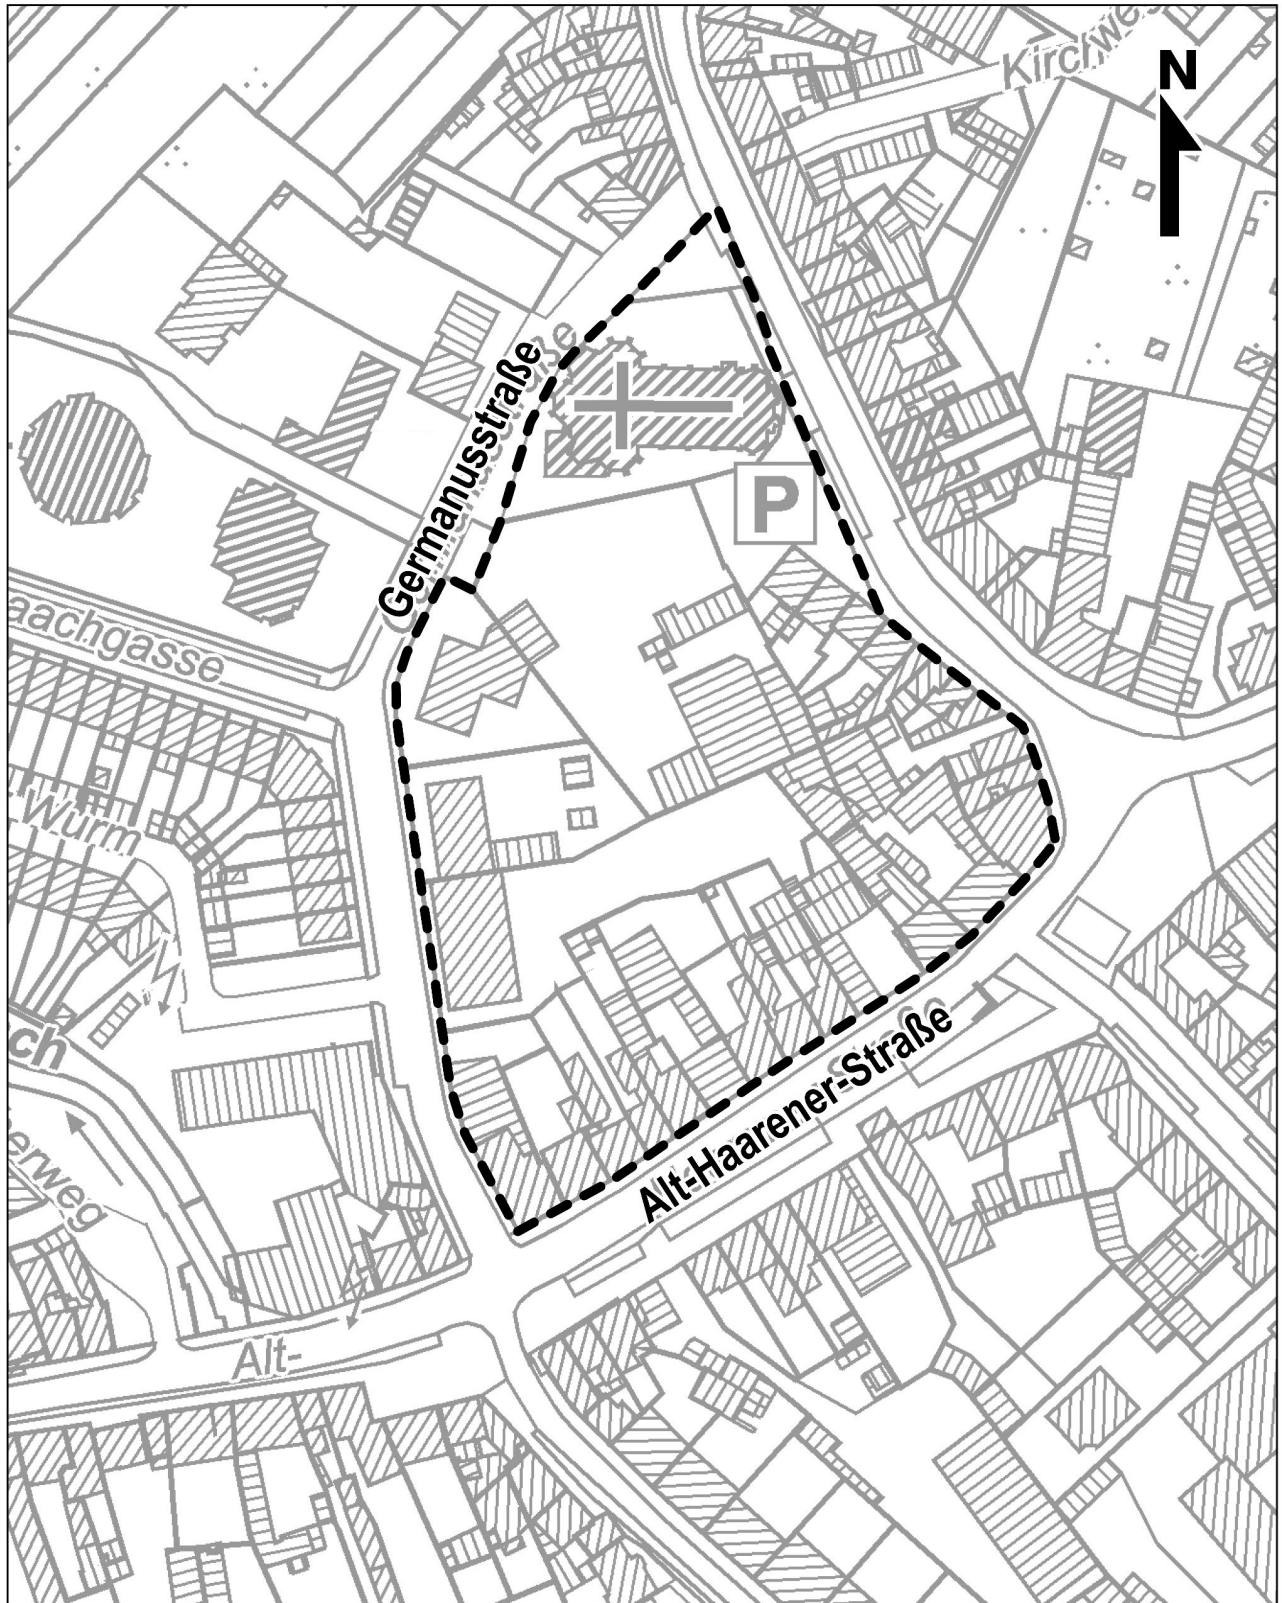 Kirchweg
N
Germanusstraße
P
aachgasse
Wurm
ch
erweg
Alt-Haarener-Straße
Alt-